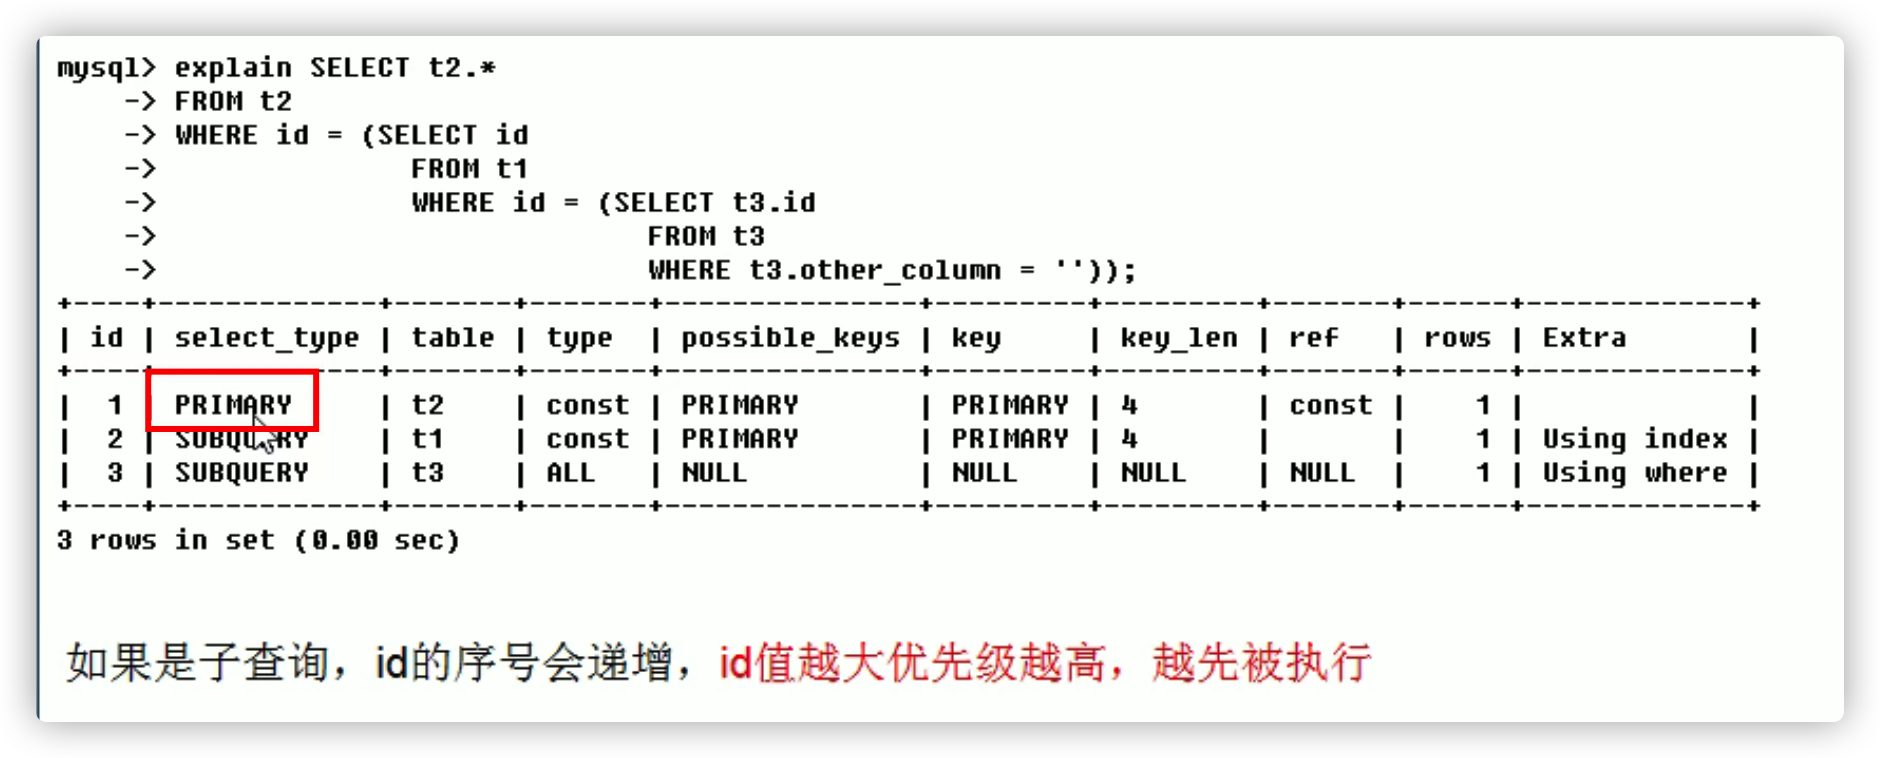 mysql> explain SELECT t2.*
    -> FROM t2
    -> WHERE id = (SELECT id
    ->               FROM t1
    ->               WHERE id = (SELECT t3.id
    ->                             FROM t3
    ->                             WHERE t3.other_column = ''));
+----+-------------+-------+-------+---------------+---------+---------+-------+------+-------------+
| id | select_type | table | type  | possible_keys | key     | key_len | ref   | rows | Extra       |
+----+-------------+-------+-------+---------------+---------+---------+-------+------+-------------+
|  1 | PRIMARY     | t2    | const | PRIMARY       | PRIMARY | 4       | const |    1 |             |
|  2 | SUBQUERY    | t1    | const | PRIMARY       | PRIMARY | 4       |       |    1 | Using index |
|  3 | SUBQUERY    | t3    | ALL   | NULL          | NULL    | NULL    | NULL  |    1 | Using where |
+----+-------------+-------+-------+---------------+---------+---------+-------+------+-------------+
3 rows in set (0.00 sec)
如果是子查询，id的序号会递增，id值越大优先级越高，越先被执行